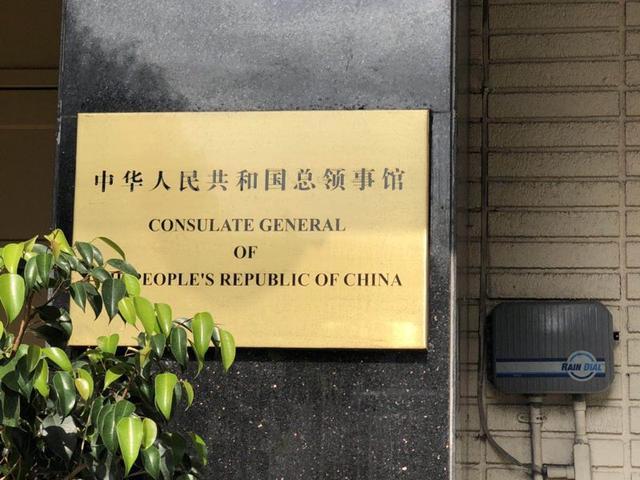 中华人民共和国总领事馆
CONSULATE GENERAL
OF
PEOPLE'S REPUBLIC OF CHINA
RAIN DIAL